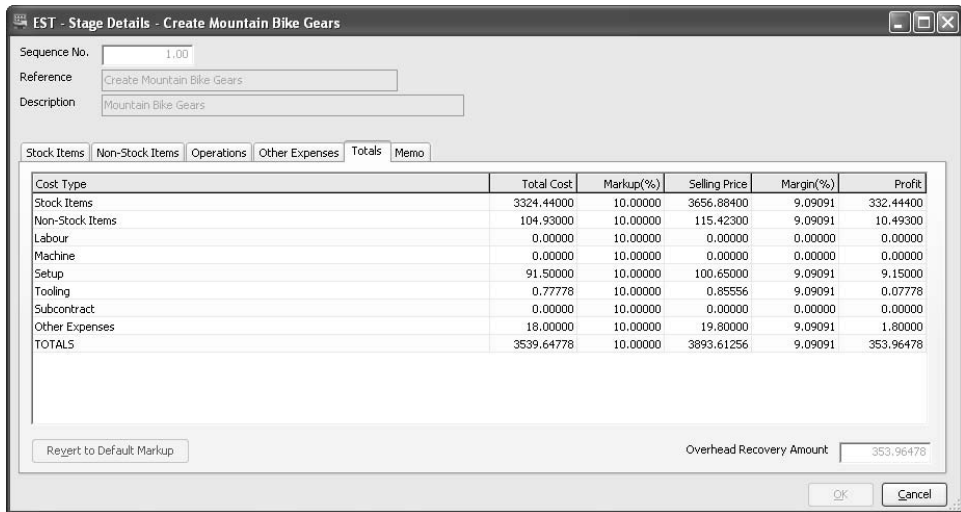 EST - Stage Details - Create Mountain Bike Gears
Sequence No. 1.00
Reference Create Mountain Bike Gears
Description Mountain Bike Gears
Stock Items Non-Stock Items Operations Other Expenses Totals Memo
Cost Type Total Cost Markup(%) Selling Price Margin(%) Profit
Stock Items 3324.44000 10.00000 3656.88400 9.09091 332.44400
Non-Stock Items 104.93000 10.00000 115.42300 9.09091 10.49300
Labour 0.00000 10.00000 0.00000 0.00000 0.00000
Machine 0.00000 10.00000 0.00000 0.00000 0.00000
Setup 91.50000 10.00000 100.65000 9.09091 9.15000
Tooling 0.77778 10.00000 0.85556 9.09091 0.07778
Subcontract 0.00000 10.00000 0.00000 0.00000 0.00000
Other Expenses 18.00000 10.00000 19.80000 9.09091 1.80000
TOTALS 3539.64778 10.00000 3893.61256 9.09091 353.96478
Revert to Default Markup Overhead Recovery Amount 353.96478
OK Cancel